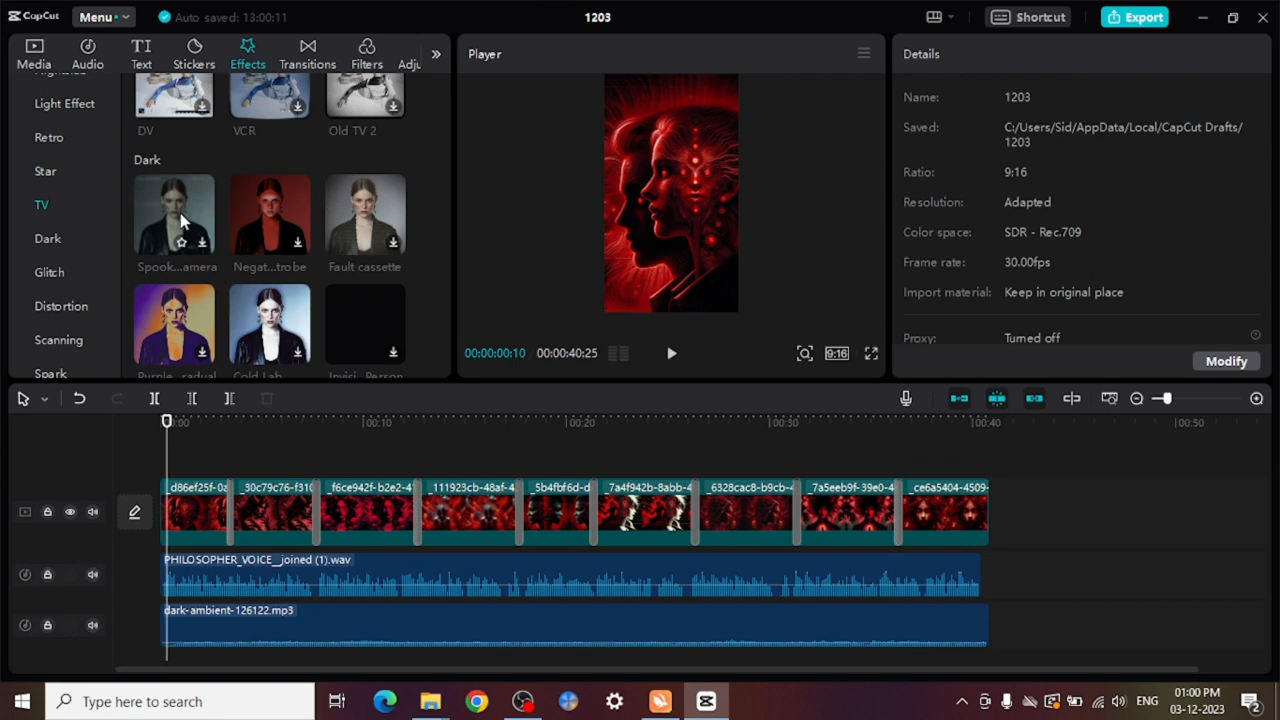 CapCut
Menu
Auto saved: 13:00:11
1203
Shortcut
Export
Media
Audio
Text
Stickers
Effects
Transitions
Filters
Adju
Light Effect
Retro
Star
TV
Dark
Glitch
Distortion
Scanning
Spark
DV
VCR
Old TV 2
Dark
Spook...amera
Negat...trobe
Fault cassette
Purple...radual
Cold Lab
Invisi...Person
Player
00:00:00:10
00:00:40:25
9:16
Details
Name:
1203
Saved:
C:/Users/Sid/AppData/Local/CapCut Drafts/
1203
Ratio:
9:16
Resolution:
Adapted
Color space:
SDR - Rec.709
Frame rate:
30.00fps
Import material:
Keep in original place
Proxy:
Turned off
Modify
00:00
00:10
00:20
00:30
00:40
00:50
_d86ef25f-0a
_30c79c76-f310
_f6ce942f-b2e2-4
_111923cb-48af-4
_5b4fbf6d-d
_7a4f942b-8abb-4
_6328cac8-b9cb-4
_7a5eeb9f-39e0-4
_ce6a5404-4509-
PHILOSOPHER_VOICE__joined (1).wav
dark-ambient-126122.mp3
Type here to search
ENG
01:00 PM
03-12-2023
2